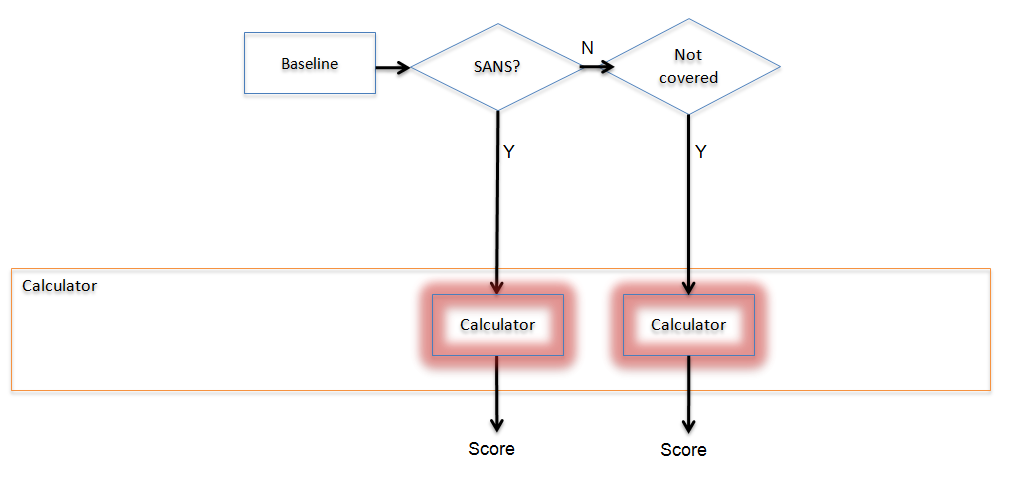 Baseline
SANS?
N
Not
covered
Y
Y
Calculator
Calculator
Calculator
Score
Score